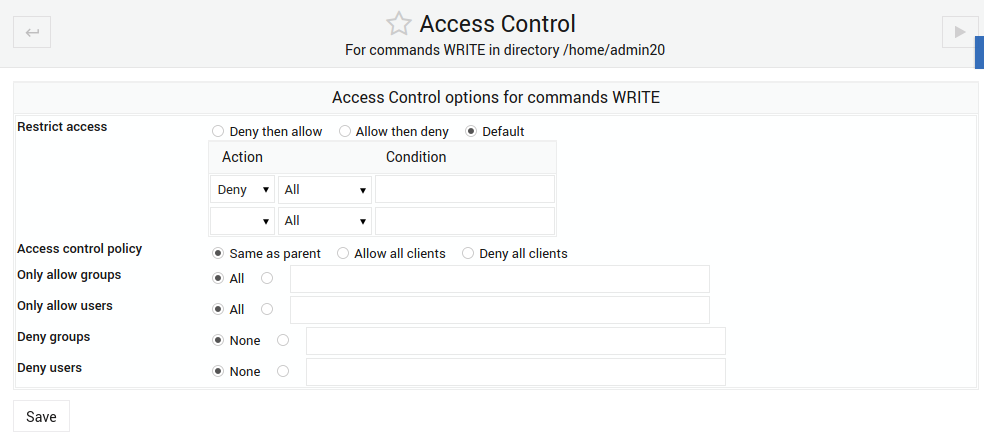 Access Control
For commands WRITE in directory /home/admin20
Access Control options for commands WRITE
Restrict access
Deny then allow Allow then deny Default
Action Condition
Deny All
All
Access control policy Same as parent Allow all clients Deny all clients
Only allow groups All
Only allow users All
Deny groups None
Deny users None
Save